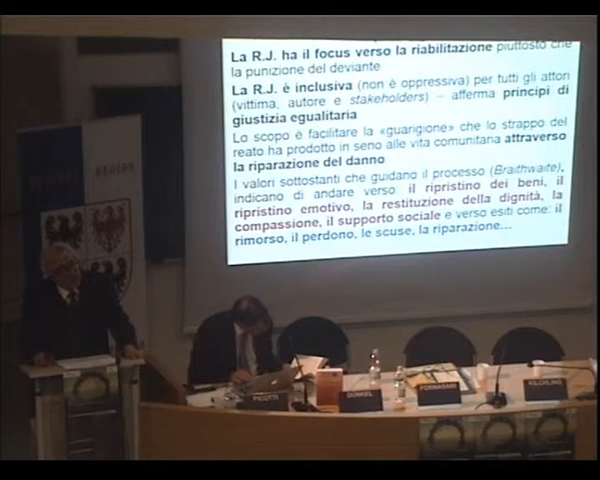 La R.J. ha il focus verso la riabilitazione piuttosto che
la punizione del deviante
La R.J. è inclusiva (non è oppressiva) per tutti gli attori
(vittima, autore e stakeholders) – afferma principi di
giustizia egualitaria
Lo scopo è facilitare la «guarigione» che lo strappo del
reato ha prodotto in seno alle vita comunitaria attraverso
la riparazione del danno
I valori sottostanti che guidano il processo (Braithwaite),
indicano di andare verso: il ripristino dei beni, il
ripristino emotivo, la restituzione della dignità, la
compassione, il supporto sociale e verso esiti come: il
rimorso, il perdono, le scuse, la riparazione...
REGION
PICOTTI
DÜNKEL
FORNASARI
KILCHLING